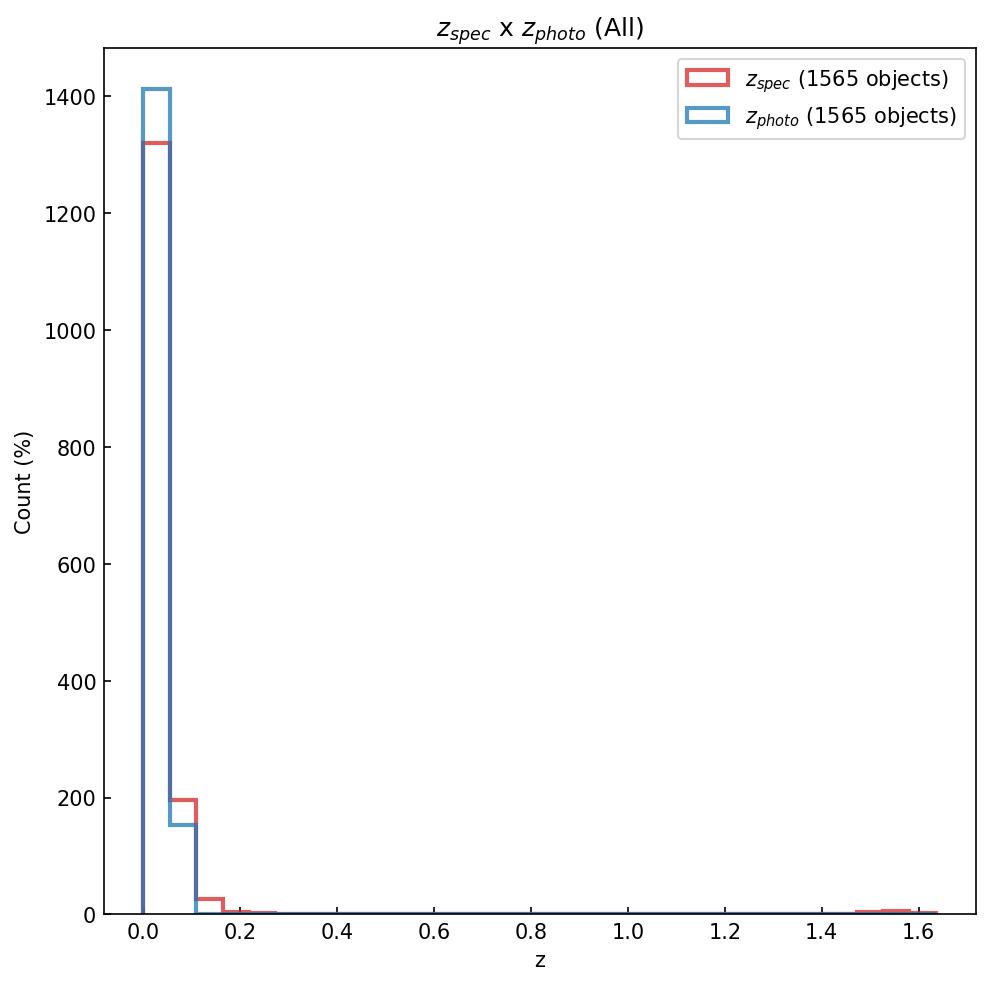 z_spec x z_photo (All)
z_spec (1565 objects)
z_photo (1565 objects)
Count (%)
1400
1200
1000
800
600
400
200
0
0.0 0.2 0.4 0.6 0.8 1.0 1.2 1.4 1.6
z